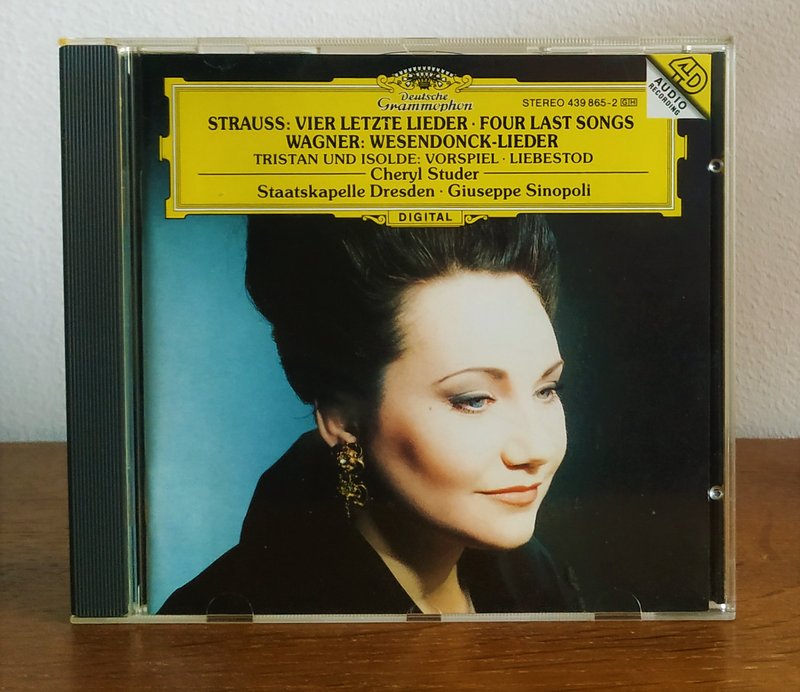 Deutsche
Grammophon
STEREO 439 865-2 GH
4D
AUDIO
RECORDING
STRAUSS: VIER LETZTE LIEDER · FOUR LAST SONGS
WAGNER: WESENDONCK-LIEDER
TRISTAN UND ISOLDE: VORSPIEL · LIEBESTOD
Cheryl Studer
Staatskapelle Dresden · Giuseppe Sinopoli
DIGITAL